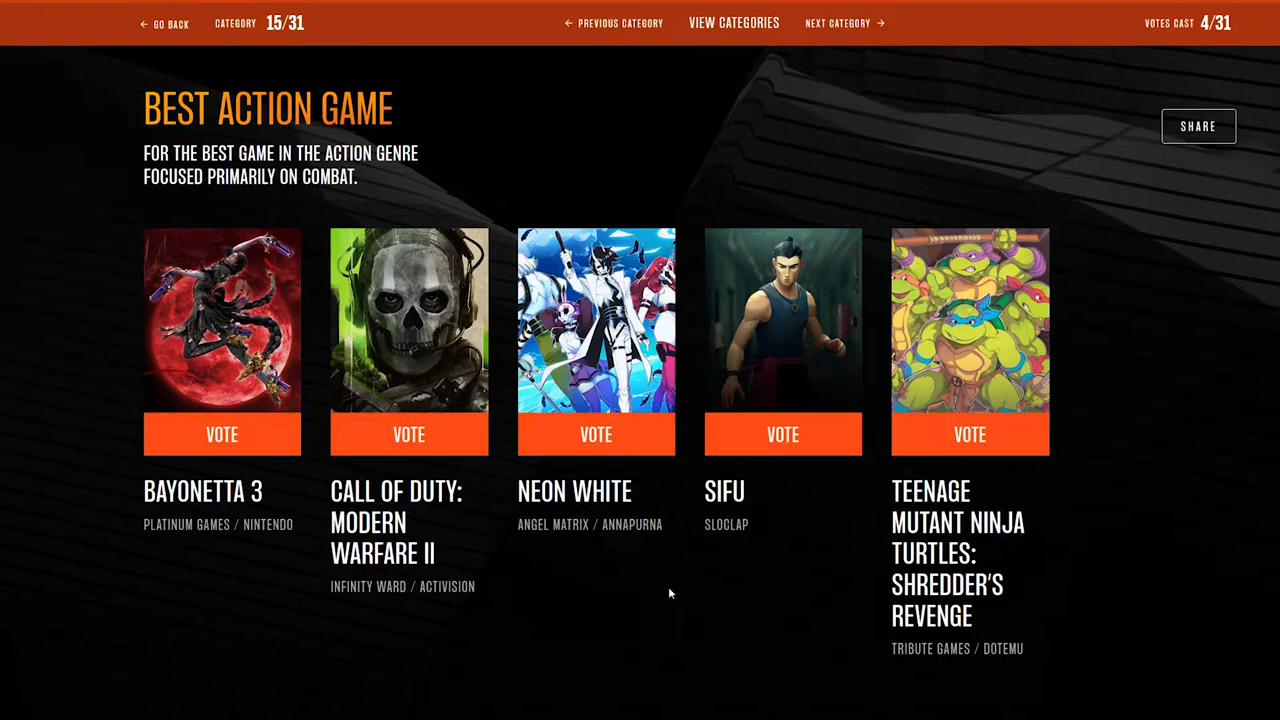 ← GO BACK CATEGORY 15/31 ← PREVIOUS CATEGORY VIEW CATEGORIES NEXT CATEGORY → VOTES CAST 4/31
BEST ACTION GAME
SHARE
FOR THE BEST GAME IN THE ACTION GENRE
FOCUSED PRIMARILY ON COMBAT.
VOTE
BAYONETTA 3
PLATINUM GAMES / NINTENDO
VOTE
CALL OF DUTY:
MODERN
WARFARE II
INFINITY WARD / ACTIVISION
VOTE
NEON WHITE
ANGEL MATRIX / ANNAPURNA
VOTE
SIFU
SLOCLAP
VOTE
TEENAGE
MUTANT NINJA
TURTLES:
SHREDDER'S
REVENGE
TRIBUTE GAMES / DOTEMU